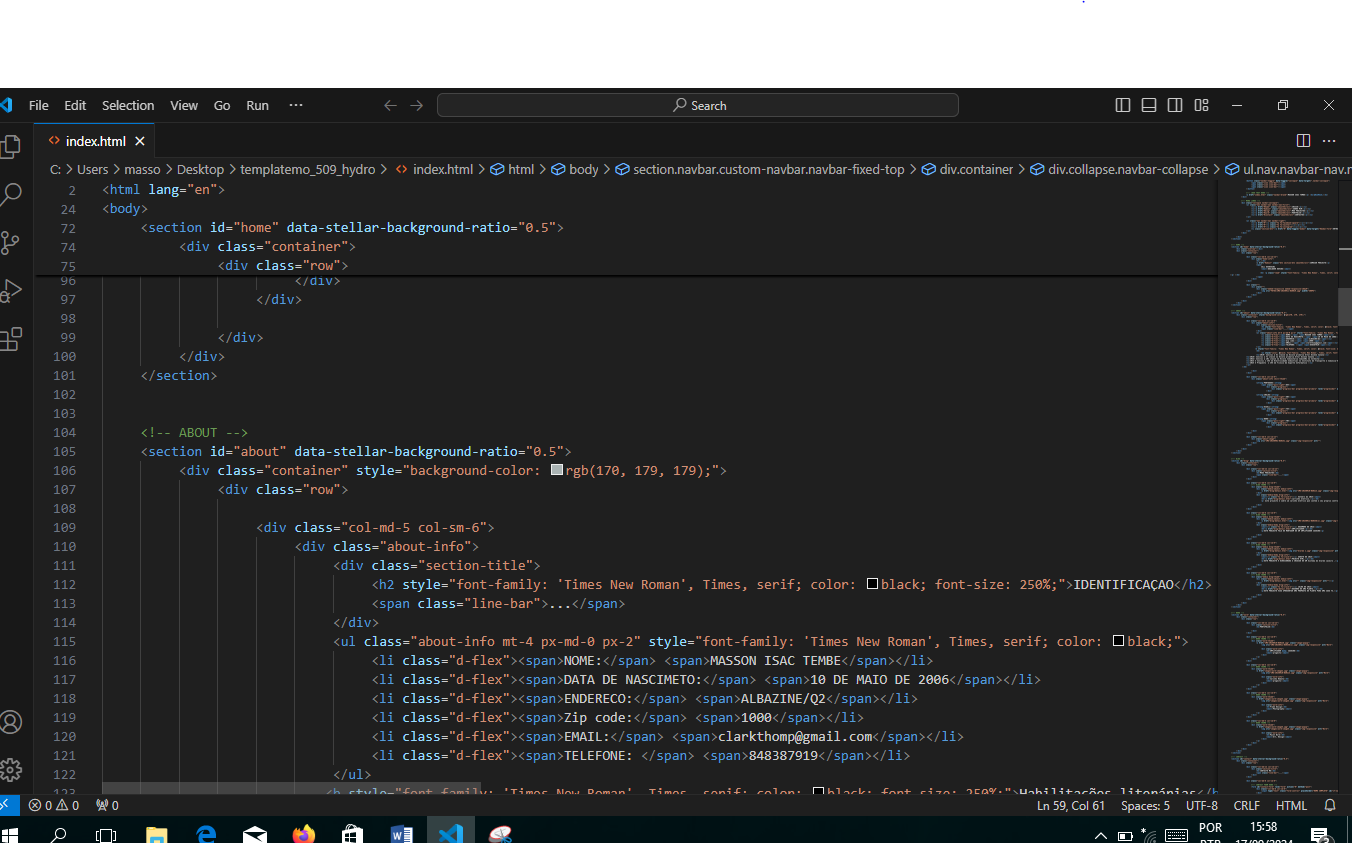 File Edit Selection View Go Run ··· Search
index.html
C: > Users > masso > Desktop > templatemo_509_hydro > index.html > html > body > section.navbar.custom-navbar.navbar-fixed-top > div.container > div.collapse.navbar-collapse > ul.nav.navbar-nav.
2 <html lang="en">
24 <body>
72 <section id="home" data-stellar-background-ratio="0.5">
74 <div class="container">
75 <div class="row">
96 </div>
97 </div>
98
99 </div>
100 </div>
101 </section>
102
103
104 <!-- ABOUT -->
105 <section id="about" data-stellar-background-ratio="0.5">
106 <div class="container" style="background-color: rgb(170, 179, 179);">
107 <div class="row">
108
109 <div class="col-md-5 col-sm-6">
110 <div class="about-info">
111 <div class="section-title">
112 <h2 style="font-family: 'Times New Roman', Times, serif; color: black; font-size: 250%;">IDENTIFICAÇAO</h2>
113 <span class="line-bar">...</span>
114 </div>
115 <ul class="about-info mt-4 px-md-0 px-2" style="font-family: 'Times New Roman', Times, serif; color: black;">
116 <li class="d-flex"><span>NOME:</span> <span>MASSON ISAC TEMBE</span></li>
117 <li class="d-flex"><span>DATA DE NASCIMETO:</span> <span>10 DE MAIO DE 2006</span></li>
118 <li class="d-flex"><span>ENDERECO:</span> <span>ALBAZINE/Q2</span></li>
119 <li class="d-flex"><span>Zip code:</span> <span>1000</span></li>
120 <li class="d-flex"><span>EMAIL:</span> <span>clarkthomp@gmail.com</span></li>
121 <li class="d-flex"><span>TELEFONE: </span> <span>848387919</span></li>
122 </ul>
123 style="font-family: 'Times New Roman', Times, serif; color: black; font-size: 250%;">Habilitações literárias</h
0 0 0 Ln 59, Col 61 Spaces: 5 UTF-8 CRLF HTML
POR 15:58
PTB 17/09/2024